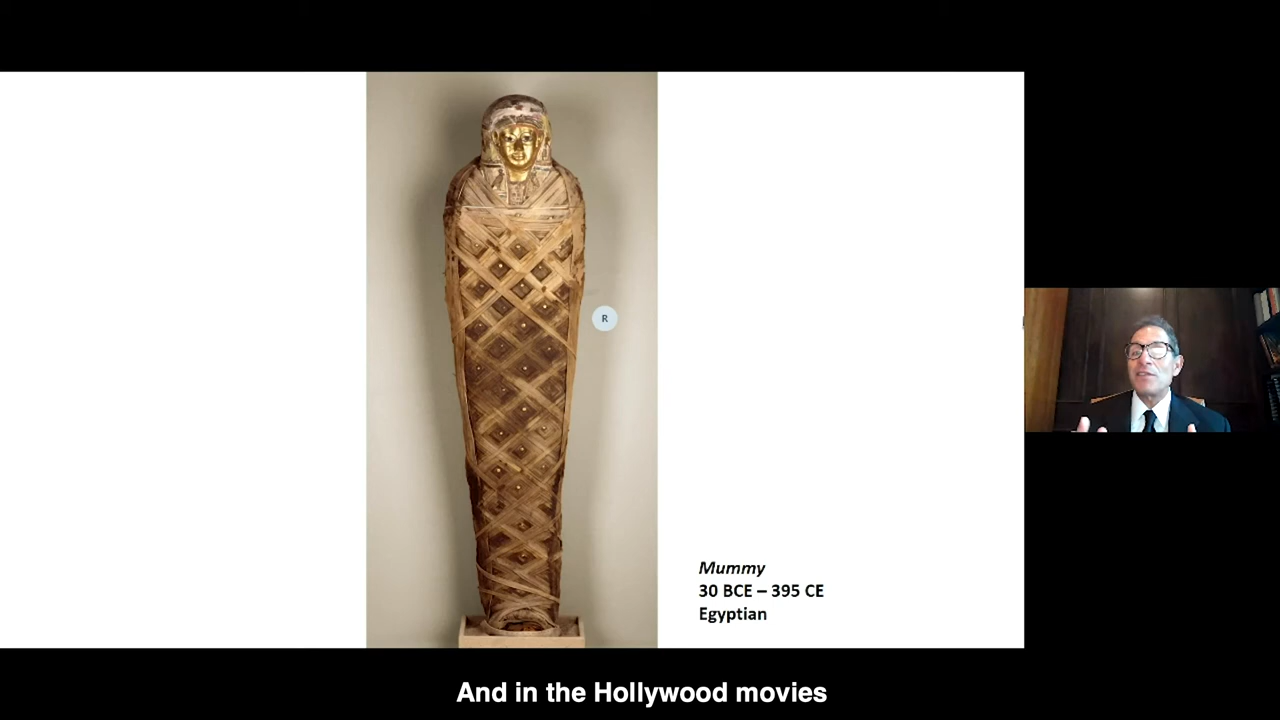 R
Mummy
30 BCE – 395 CE
Egyptian
And in the Hollywood movies